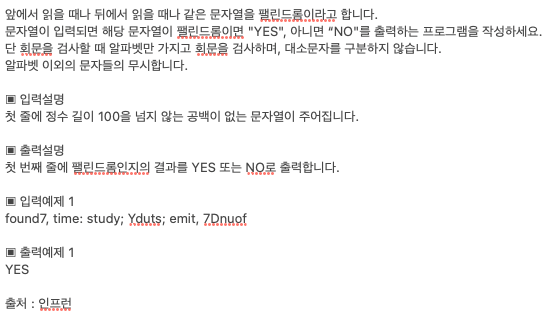 앞에서 읽을 때나 뒤에서 읽을 때나 같은 문자열을 팰린드롬이라고 합니다.
문자열이 입력되면 해당 문자열이 팰린드롬이면 "YES", 아니면 “NO"를 출력하는 프로그램을 작성하세요.
단 회문을 검사할 때 알파벳만 가지고 회문을 검사하며, 대소문자를 구분하지 않습니다.
알파벳 이외의 문자들의 무시합니다.
▣ 입력설명
첫 줄에 정수 길이 100을 넘지 않는 공백이 없는 문자열이 주어집니다.
▣ 출력설명
첫 번째 줄에 팰린드롬인지의 결과를 YES 또는 NO로 출력합니다.
▣ 입력예제 1
found7, time: study; Yduts; emit, 7Dnuof
▣ 출력예제 1
YES
출처 : 인프런